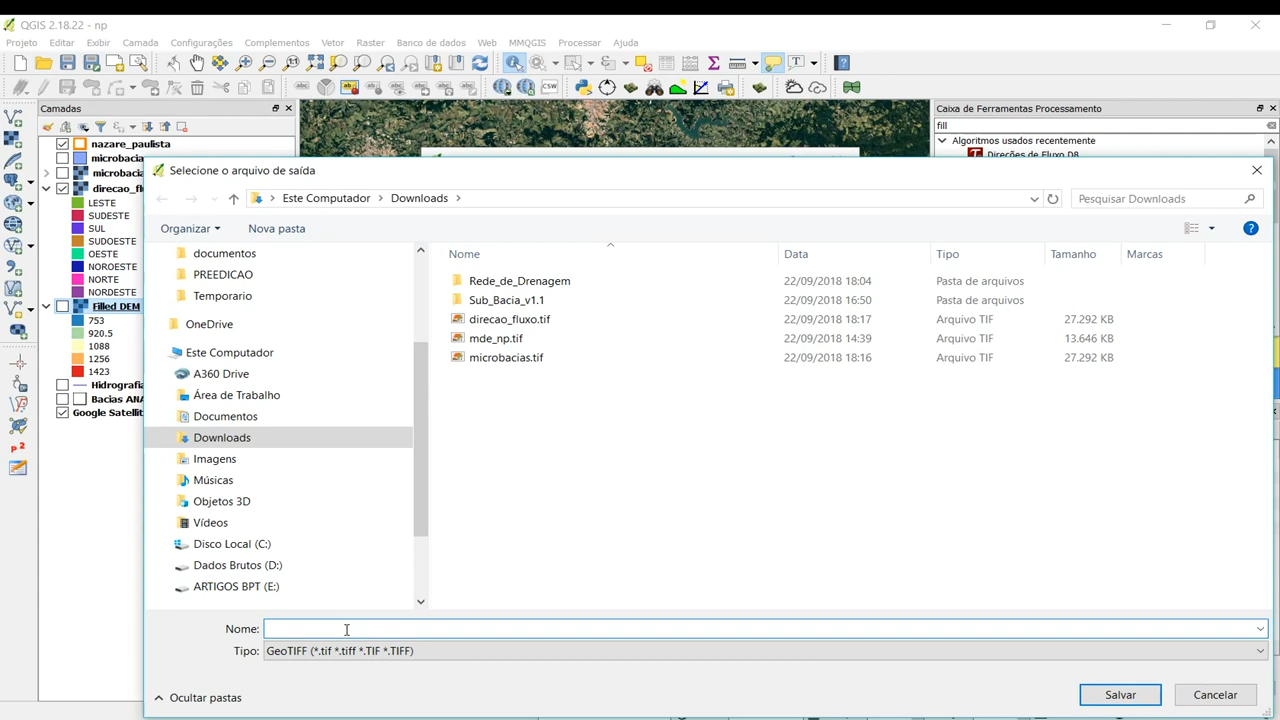 QGIS 2.18.22 - np
Projeto Editar Exibir Camada Configurações Complementos Vetor Raster Banco de dados Web MMQGIS Processar Ajuda
CSW
Camadas
nazare_paulista
microbacia
microbacia
direcao_flu
LESTE
SUDESTE
SUL
SUDOESTE
OESTE
NOROESTE
NORTE
NORDESTE
Filled DEM
753
920.5
1088
1256
1423
Hidrografia
Bacias ANA
Google Satellit
Caixa de Ferramentas Processamento
fill
Algoritmos usados recentemente
Direções de Fluxo D8
Selecione o arquivo de saída
Este Computador Downloads
Pesquisar Downloads
Organizar Nova pasta
documentos
PREEDICAO
Temporario
OneDrive
Este Computador
A360 Drive
Área de Trabalho
Documentos
Downloads
Imagens
Músicas
Objetos 3D
Vídeos
Disco Local (C:)
Dados Brutos (D:)
ARTIGOS BPT (E:)
Nome Data Tipo Tamanho Marcas
Rede_de_Drenagem 22/09/2018 18:04 Pasta de arquivos
Sub_Bacia_v1.1 22/09/2018 16:50 Pasta de arquivos
direcao_fluxo.tif 22/09/2018 18:17 Arquivo TIF 27.292 KB
mde_np.tif 22/09/2018 14:39 Arquivo TIF 13.646 KB
microbacias.tif 22/09/2018 18:16 Arquivo TIF 27.292 KB
Nome:
Tipo: GeoTIFF (*.tif *.tiff *.TIF *.TIFF)
Ocultar pastas
Salvar Cancelar